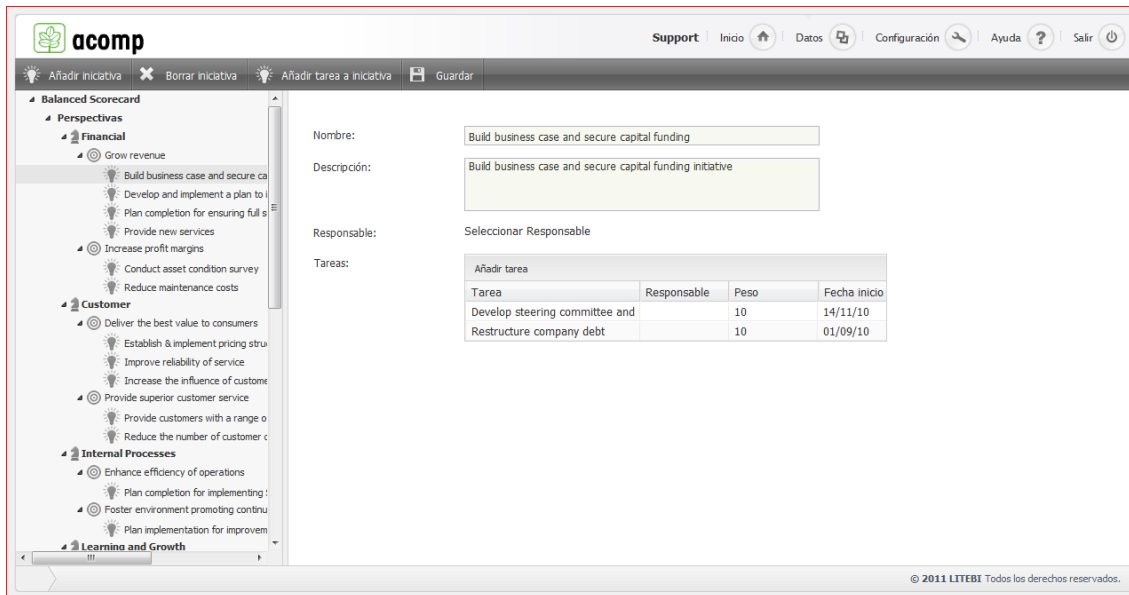 acomp
Support Inicio Datos Configuración Ayuda ? Salir
Añadir iniciativa Borrar iniciativa Añadir tarea a iniciativa Guardar
Balanced Scorecard
Perspectivas
Financial
Grow revenue
Build business case and secure ca
Develop and implement a plan to i
Plan completion for ensuring full s
Provide new services
Increase profit margins
Conduct asset condition survey
Reduce maintenance costs
Customer
Deliver the best value to consumers
Establish & implement pricing stru
Improve reliability of service
Increase the influence of custome
Provide superior customer service
Provide customers with a range o
Reduce the number of customer c
Internal Processes
Enhance efficiency of operations
Plan completion for implementing
Foster environment promoting continu
Plan implementation for improvem
Learning and Growth
Nombre: Build business case and secure capital funding
Descripción: Build business case and secure capital funding initiative
Responsable: Seleccionar Responsable
Tareas: Añadir tarea
Tarea Responsable Peso Fecha inicio
Develop steering committee and 10 14/11/10
Restructure company debt 10 01/09/10
© 2011 LITEBI Todos los derechos reservados.